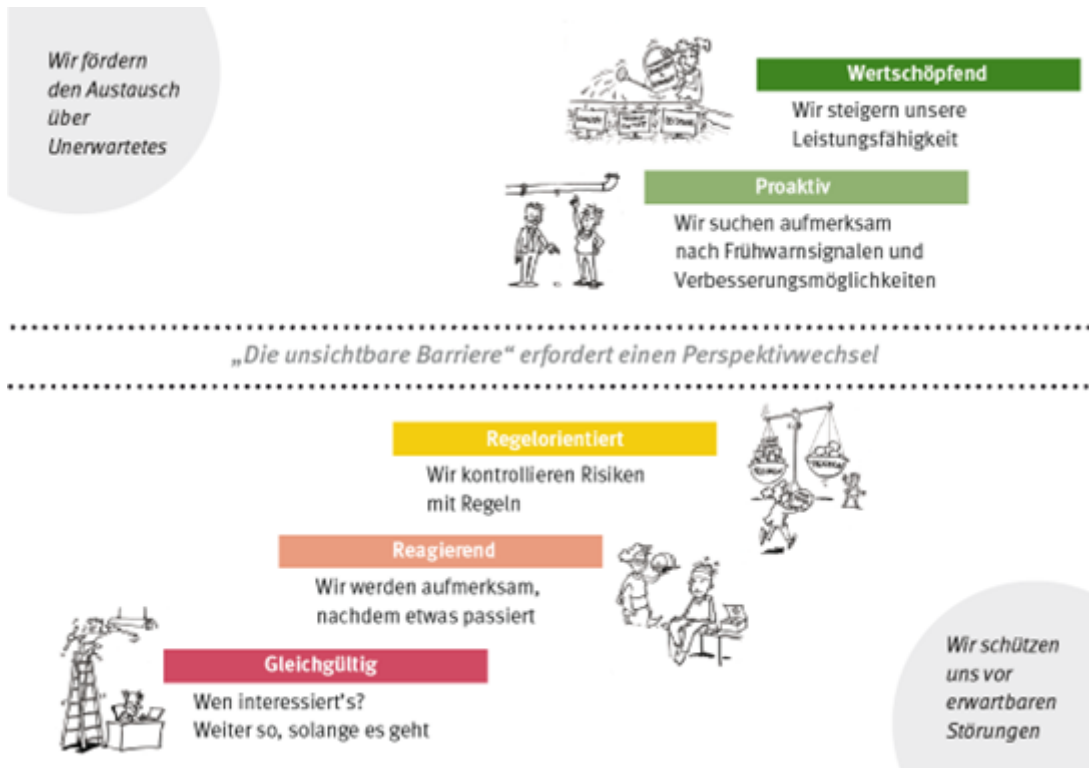 Wir fördern
den Austausch
über
Unerwartetes
Wertschöpfend
Wir steigern unsere
Leistungsfähigkeit
Proaktiv
Wir suchen aufmerksam
nach Frühwarnsignalen und
Verbesserungsmöglichkeiten
„Die unsichtbare Barriere“ erfordert einen Perspektivwechsel
Regelorientiert
Wir kontrollieren Risiken
mit Regeln
Reagierend
Wir werden aufmerksam,
nachdem etwas passiert
Gleichgültig
Wen interessiert's?
Weiter so, solange es geht
Wir schützen
uns vor
erwartbaren
Störungen